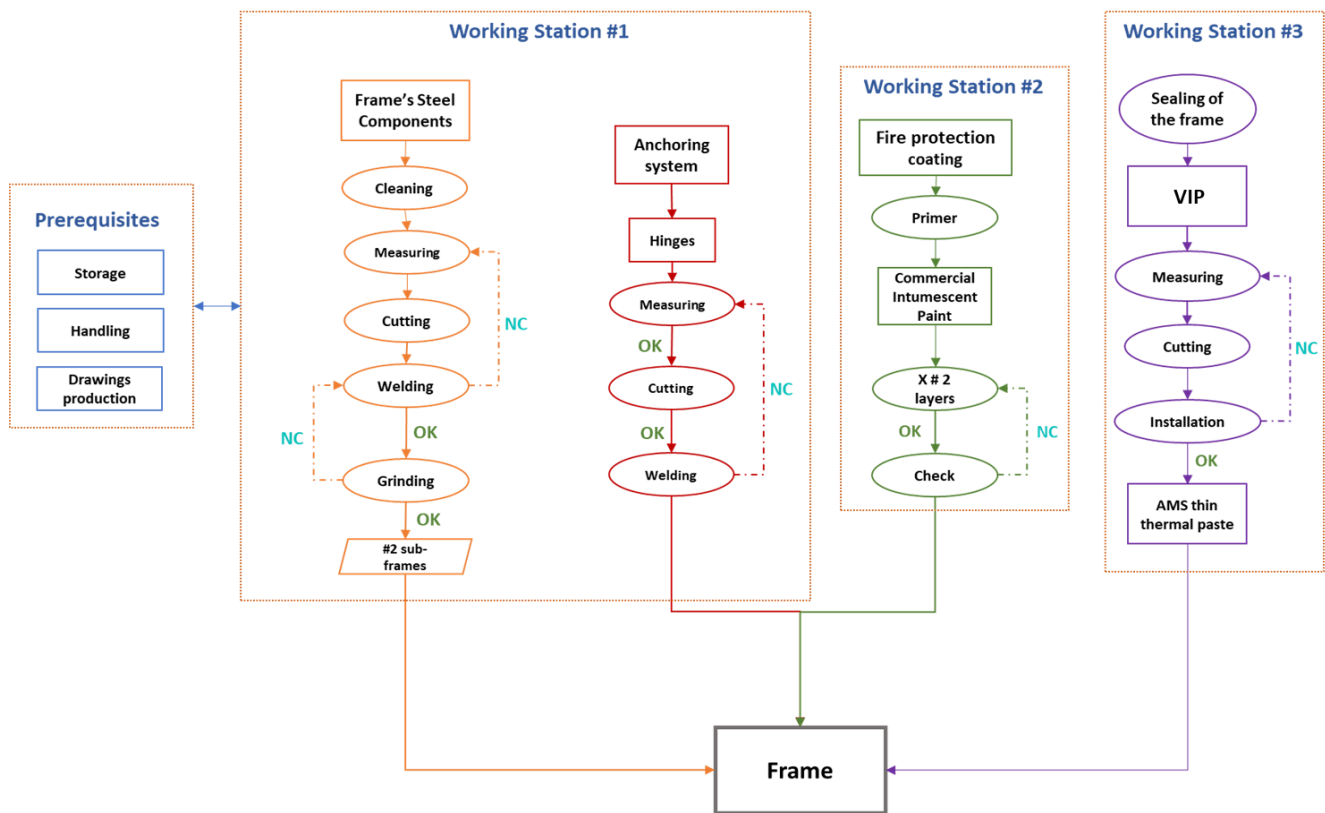 Prerequisites
Storage
Handling
Drawings
production
Working Station #1
Frame's Steel
Components
Cleaning
Measuring
Cutting
NC
Welding
OK
NC
Grinding
OK
#2 sub-
frames
Anchoring
system
Hinges
Measuring
OK
NC
Cutting
OK
Welding
Working Station #2
Fire protection
coating
Primer
Commercial
Intumescent
Paint
X # 2
layers
OK
NC
Check
Working Station #3
Sealing of
the frame
VIP
Measuring
Cutting
NC
Installation
OK
AMS thin
thermal paste
Frame